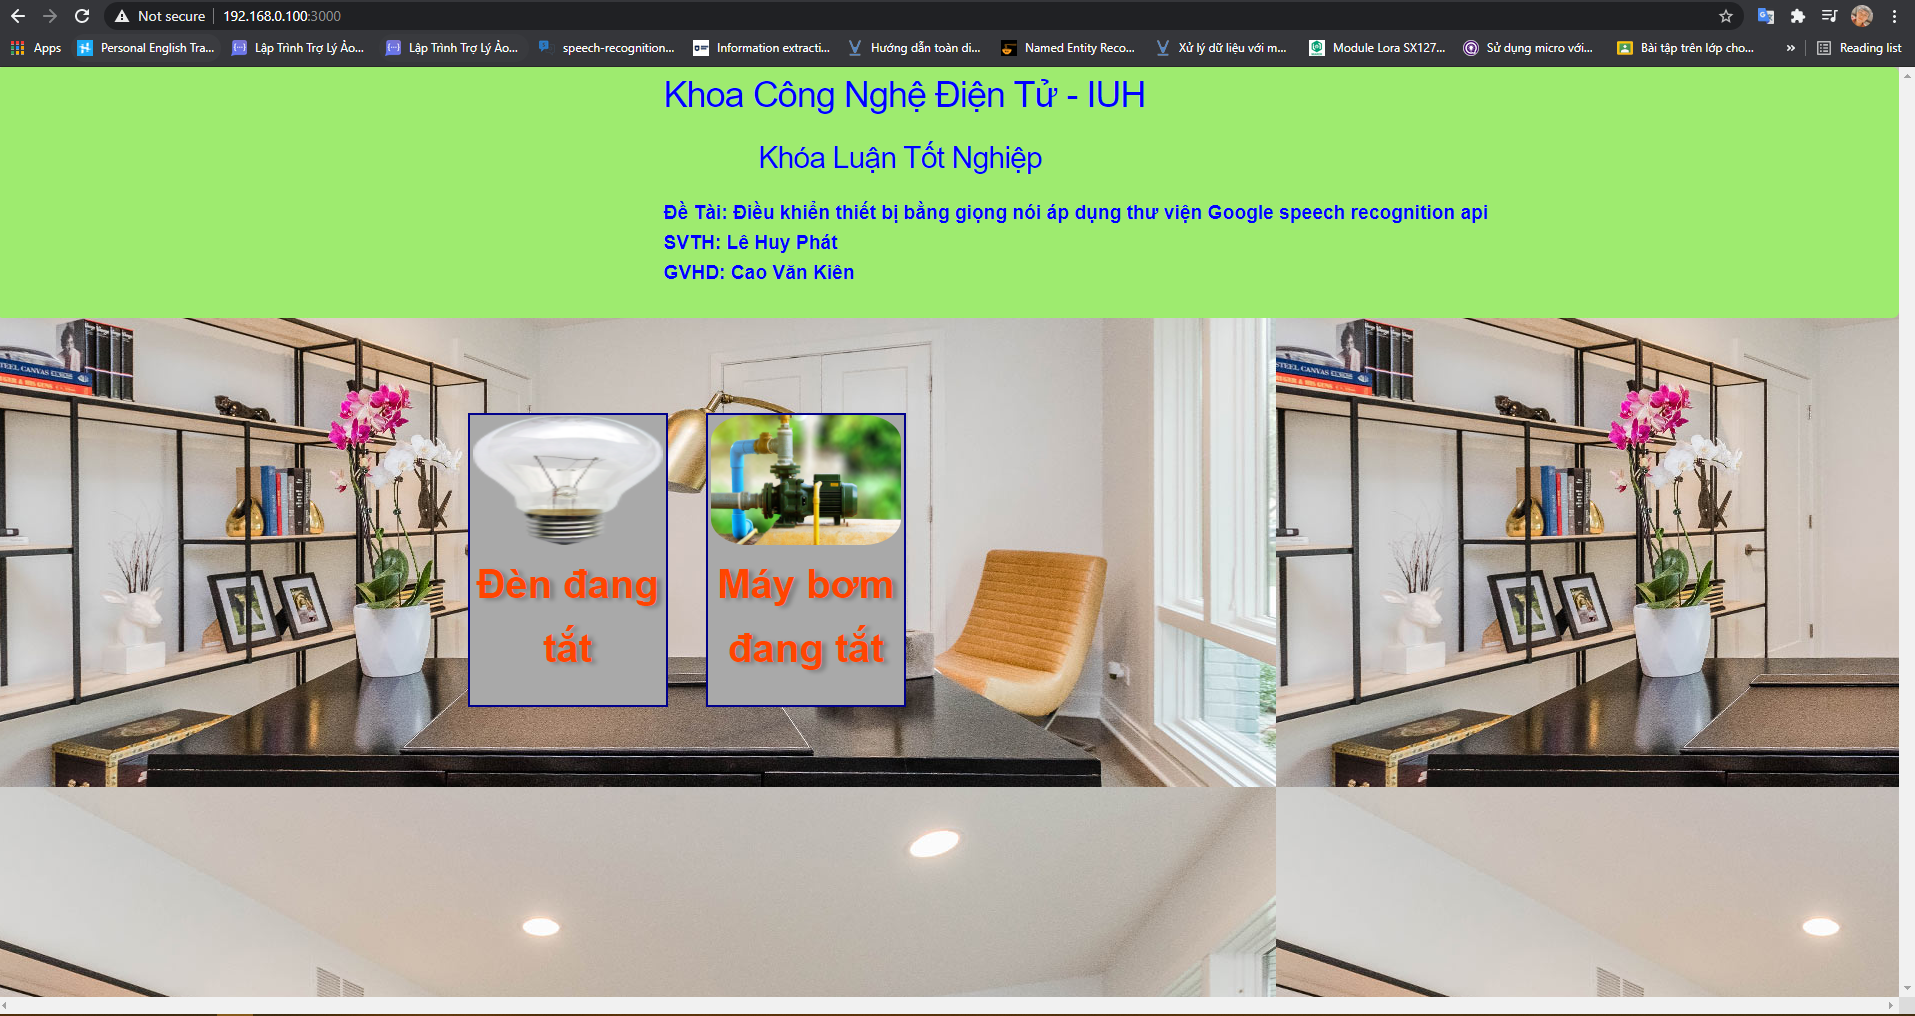 Not secure
192.168.0.100:3000
Apps
Personal English Tra...
Lập Trình Trợ Lý Ảo...
Lập Trình Trợ Lý Ảo...
speech-recognition...
Information extracti...
Hướng dẫn toàn di...
Named Entity Reco...
Xử lý dữ liệu với m...
Module Lora SX127...
Sử dụng micro với...
Bài tập trên lớp cho...
»
Reading list
Khoa Công Nghệ Điện Tử - IUH
Khóa Luận Tốt Nghiệp
Đề Tài: Điều khiển thiết bị bằng giọng nói áp dụng thư viện Google speech recognition api
SVTH: Lê Huy Phát
GVHD: Cao Văn Kiên
Đèn đang
tắt
Máy bơm
đang tắt